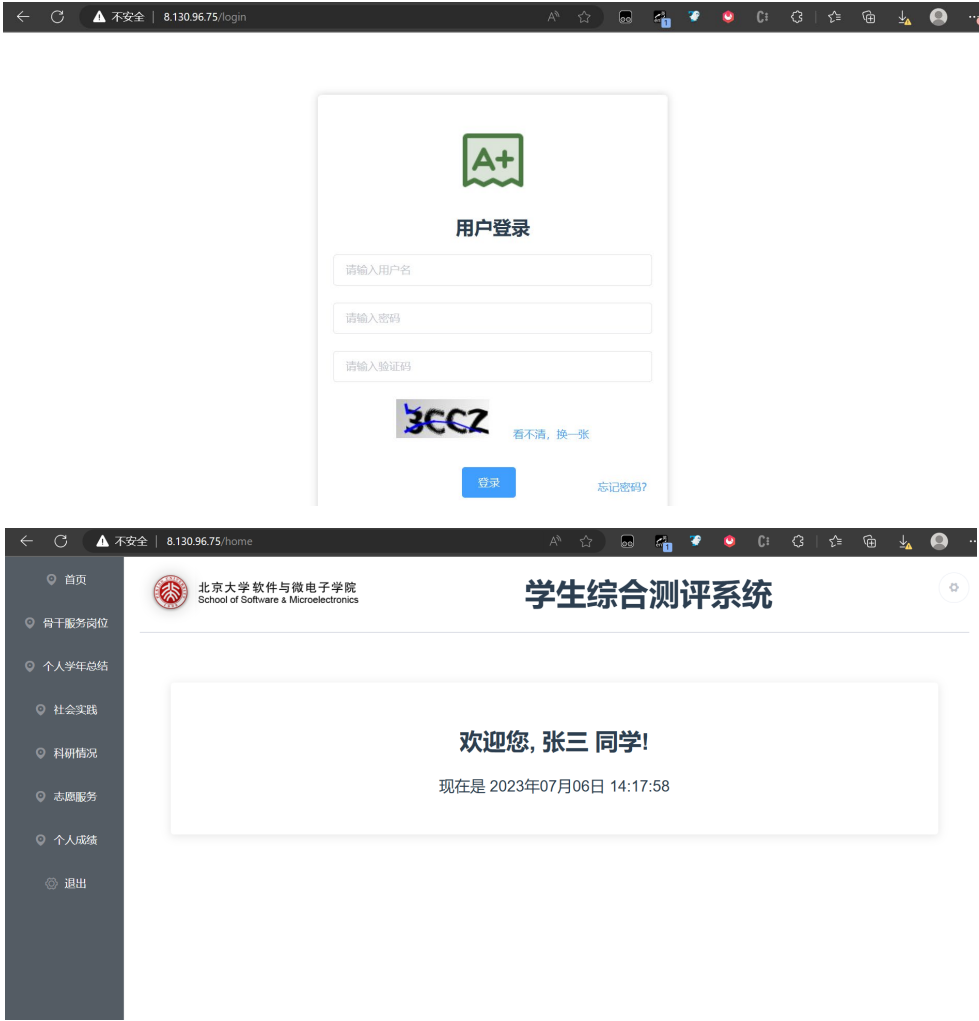 不安全 | 8.130.96.75/login
A+
用户登录
请输入用户名
请输入密码
请输入验证码
3CCZ
看不清，换一张
登录
忘记密码?
不安全 | 8.130.96.75/home
首页
骨干服务岗位
个人学年总结
社会实践
科研情况
志愿服务
个人成绩
退出
北京大学软件与微电子学院
School of Software & Microelectronics
学生综合测评系统
欢迎您, 张三 同学!
现在是 2023年07月06日 14:17:58